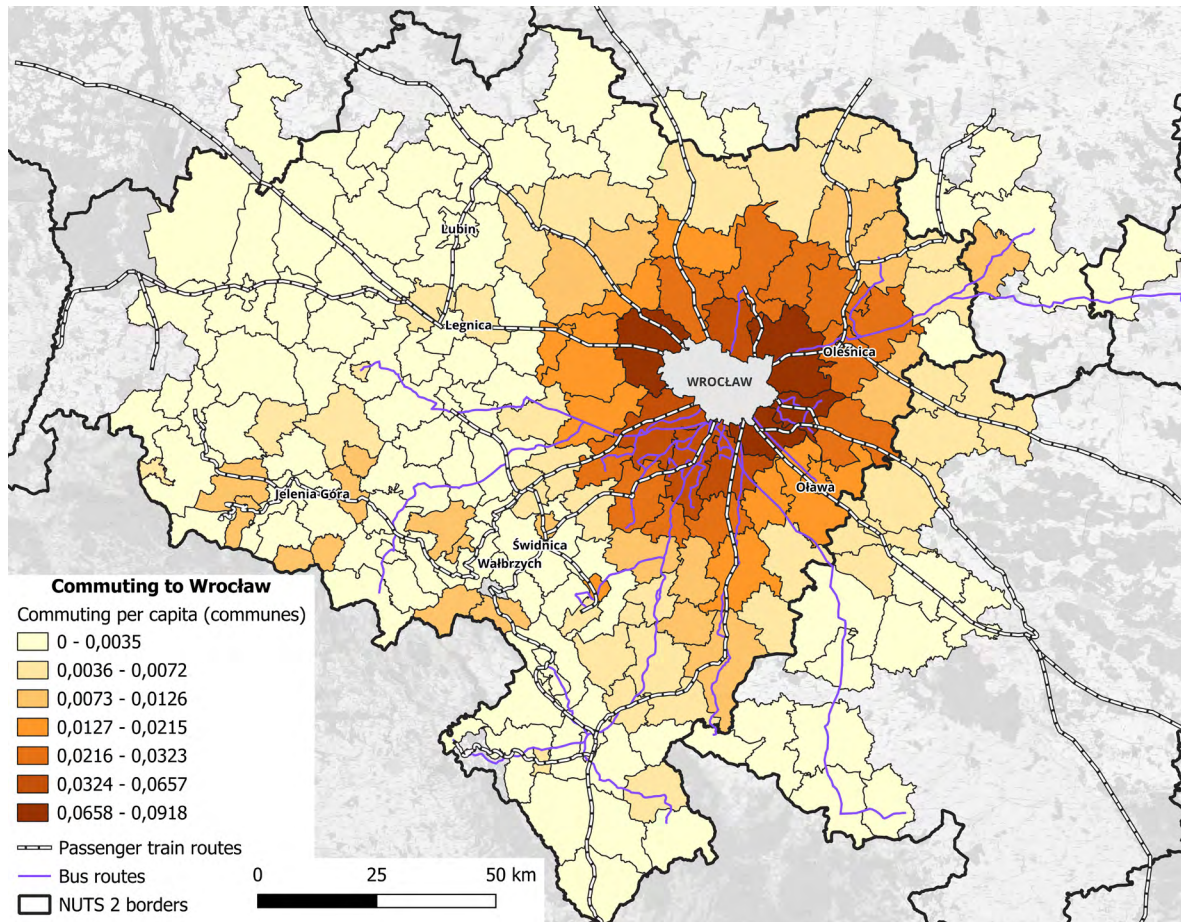 Lubin
Legnica
WROCŁAW
Oleśnica
Jelenia Góra
Oława
Świdnica
Wałbrzych
Commuting to Wrocław
Commuting per capita (communes)
0 - 0,0035
0,0036 - 0,0072
0,0073 - 0,0126
0,0127 - 0,0215
0,0216 - 0,0323
0,0324 - 0,0657
0,0658 - 0,0918
Passenger train routes
Bus routes
NUTS 2 borders
0 25 50 km